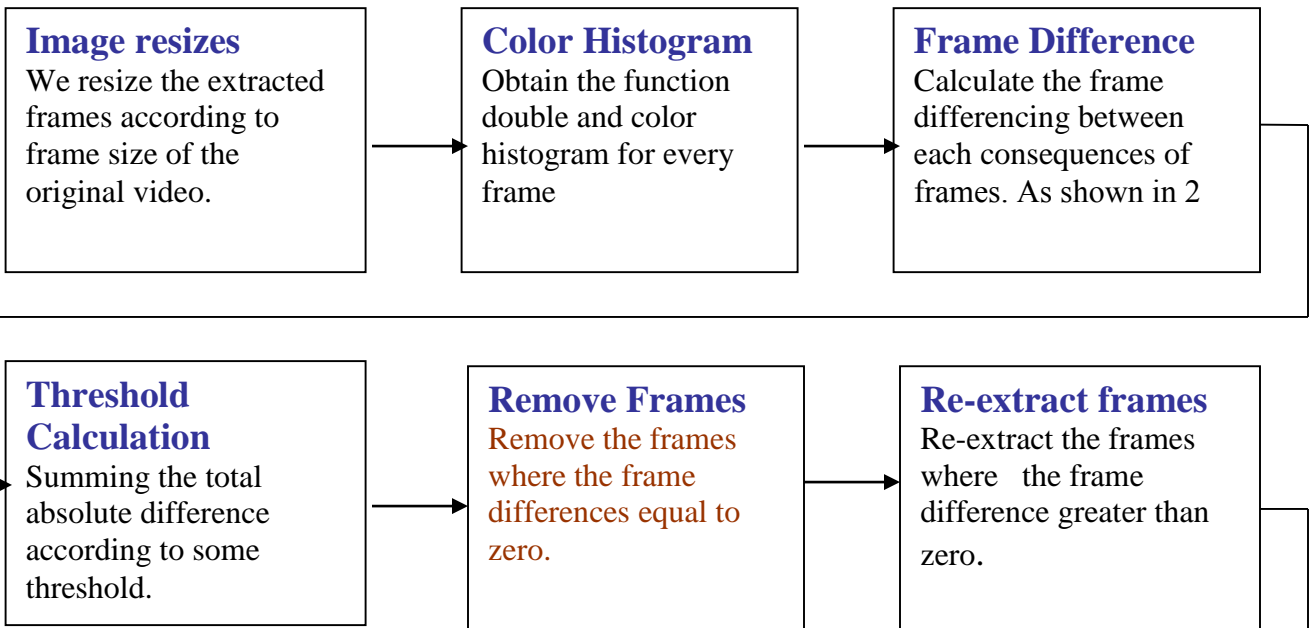 Image resizes
We resize the extracted
frames according to
frame size of the
original video.
Color Histogram
Obtain the function
double and color
histogram for every
frame
Frame Difference
Calculate the frame
differencing between
each consequences of
frames. As shown in 2
Threshold
Calculation
Summing the total
absolute difference
according to some
threshold.
Remove Frames
Remove the frames
where the frame
differences equal to
zero.
Re-extract frames
Re-extract the frames
where the frame
difference greater than
zero.